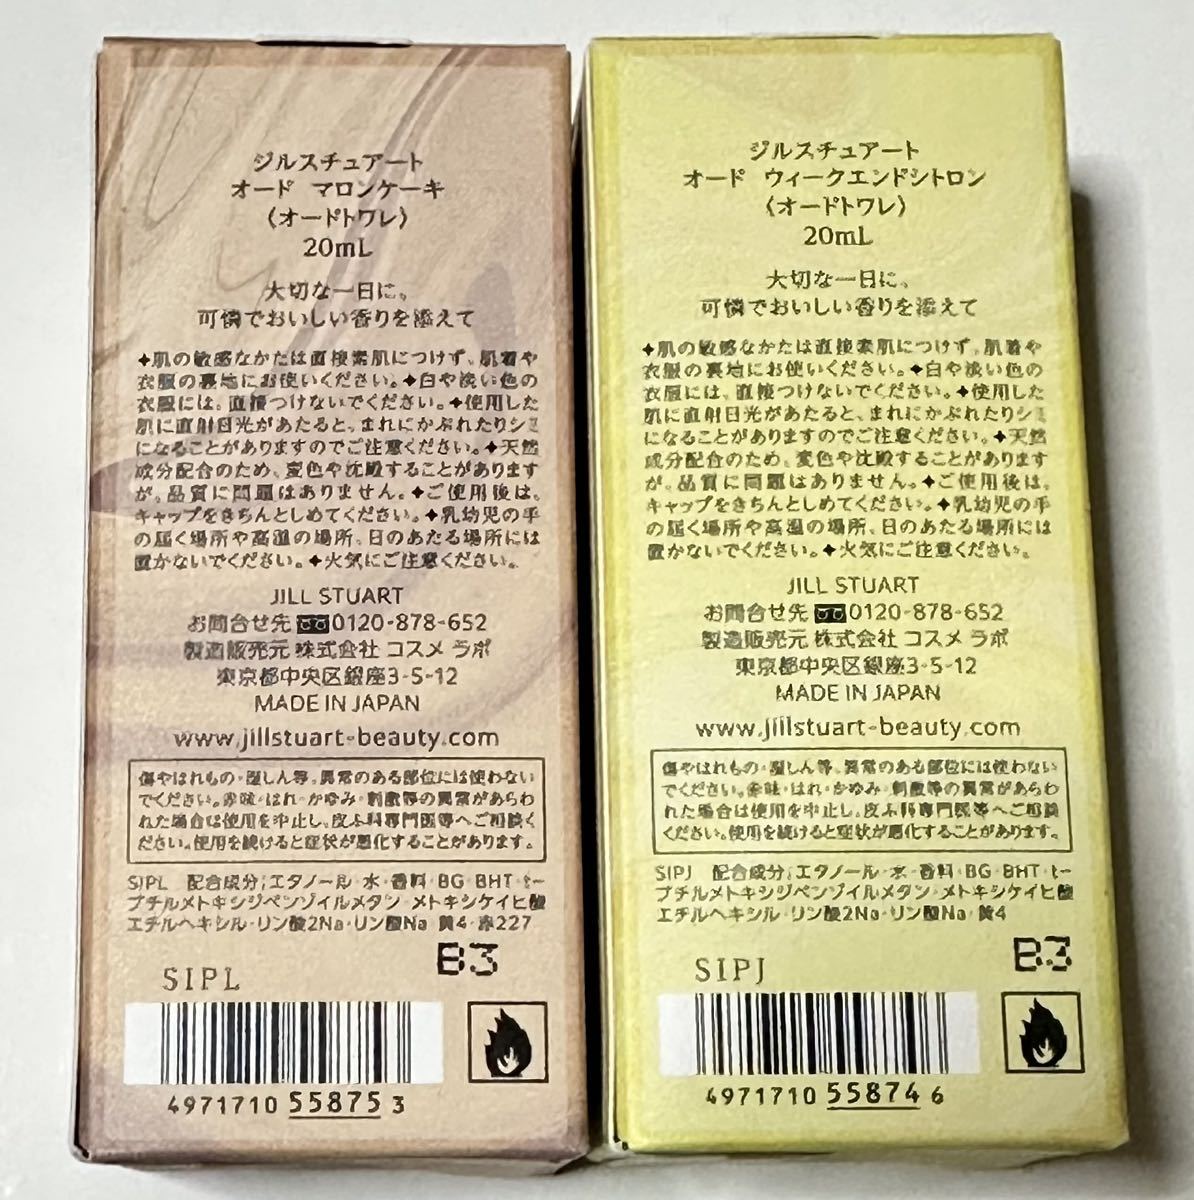 ジルスチュアート
オード マロンケーキ
〈オードトワレ〉
20mL
大切な一日に、
可憐でおいしい香りを添えて
✦肌の敏感なかたは直接素肌につけず、肌着や
衣服の裏地にお使いください。✦白や淡い色の
衣服には、直接つけないでください。✦使用した
肌に直射日光があたると、まれにかぶれたりシミ
になることがありますのでご注意ください。✦天然
成分配合のため、変色や沈殿することがあります
が、品質に問題はありません。✦ご使用後は、
キャップをきちんとしめてください。✦乳幼児の手
の届く場所や高温の場所、日のあたる場所には
置かないでください。✦火気にご注意ください。
JILL STUART
お問合せ先 0120-878-652
製造販売元 株式会社 コスメ ラボ
東京都中央区銀座3-5-12
MADE IN JAPAN
www.jillstuart-beauty.com
傷やはれもの・湿しん等、異常のある部位には使わない
でください。赤味・はれ・かゆみ・刺激等の異常があらわ
れた場合は使用を中止し、皮ふ科専門医等へご相談く
ださい。使用を続けると症状が悪化することがあります。
SIPL 配合成分:エタノール・水・香料・BG・BHT・t-
ブチルメトキシジベンゾイルメタン・メトキシケイヒ酸
エチルヘキシル・リン酸2Na・リン酸Na・黄4・赤227
B3
SIPL
4971710 55875 3
ジルスチュアート
オード ウィークエンドシトロン
〈オードトワレ〉
20mL
大切な一日に、
可憐でおいしい香りを添えて
✦肌の敏感なかたは直接素肌につけず、肌着や
衣服の裏地にお使いください。✦白や淡い色の
衣服には、直接つけないでください。✦使用した
肌に直射日光があたると、まれにかぶれたりシミ
になることがありますのでご注意ください。✦天然
成分配合のため、変色や沈殿することがあります
が、品質に問題はありません。✦ご使用後は、
キャップをきちんとしめてください。✦乳幼児の手
の届く場所や高温の場所、日のあたる場所には
置かないでください。✦火気にご注意ください。
JILL STUART
お問合せ先 0120-878-652
製造販売元 株式会社 コスメ ラボ
東京都中央区銀座3-5-12
MADE IN JAPAN
www.jillstuart-beauty.com
傷やはれもの・湿しん等、異常のある部位には使わない
でください。赤味・はれ・かゆみ・刺激等の異常があらわ
れた場合は使用を中止し、皮ふ科専門医等へご相談
ください。使用を続けると症状が悪化することがあります。
SIPJ 配合成分:エタノール・水・香料・BG・BHT・t-
ブチルメトキシジベンゾイルメタン・メトキシケイヒ酸
エチルヘキシル・リン酸2Na・リン酸Na・黄4
B3
SIPJ
4971710 55874 6